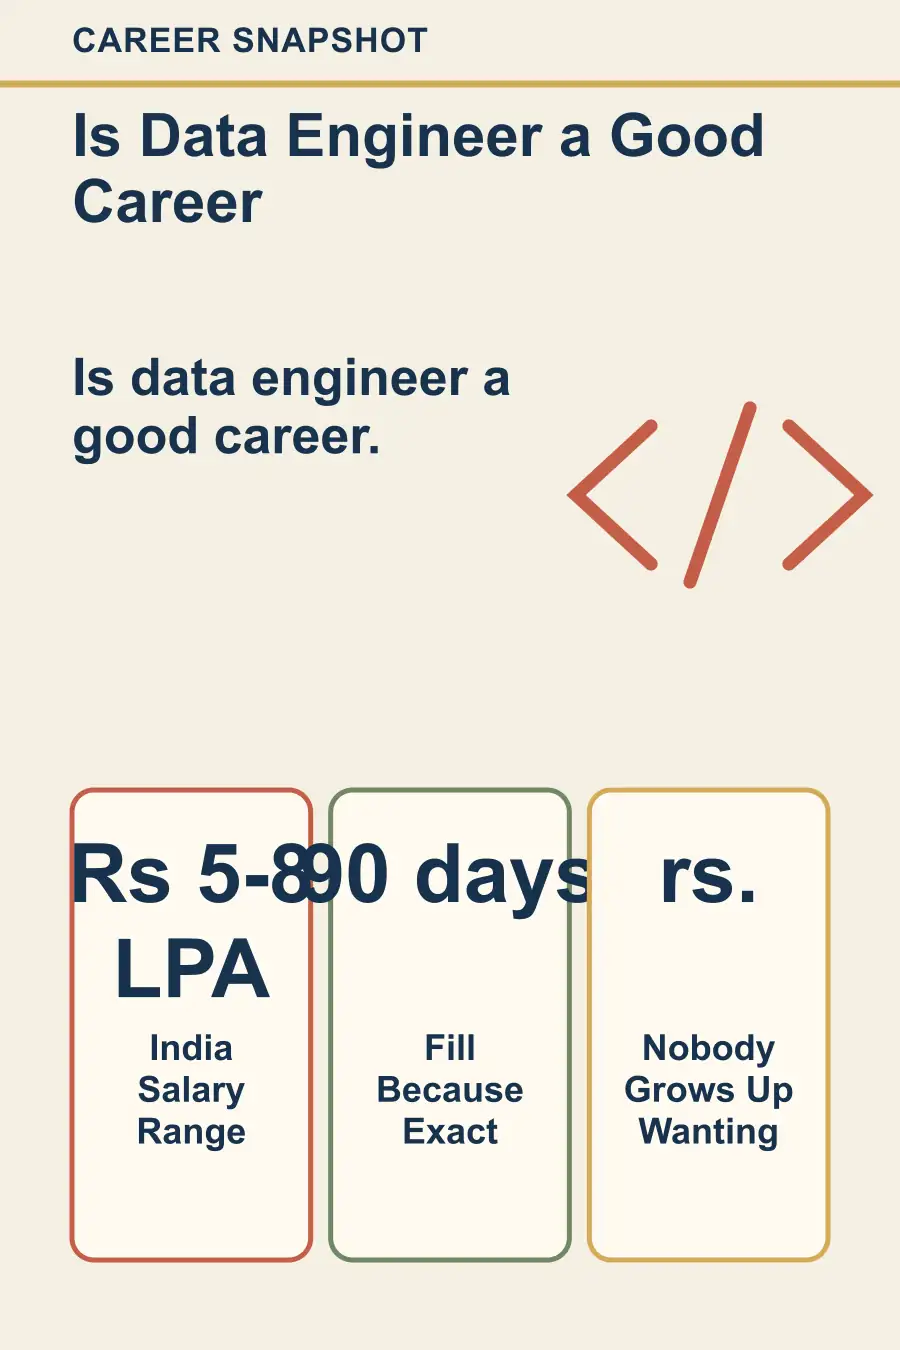 CAREER SNAPSHOT
Is Data Engineer a Good
Career
Is data engineer a
good career.
</>
Rs 5-8
LPA
India
Salary
Range
90 days
Fill
Because
Exact
rs.
Nobody
Grows Up
Wanting